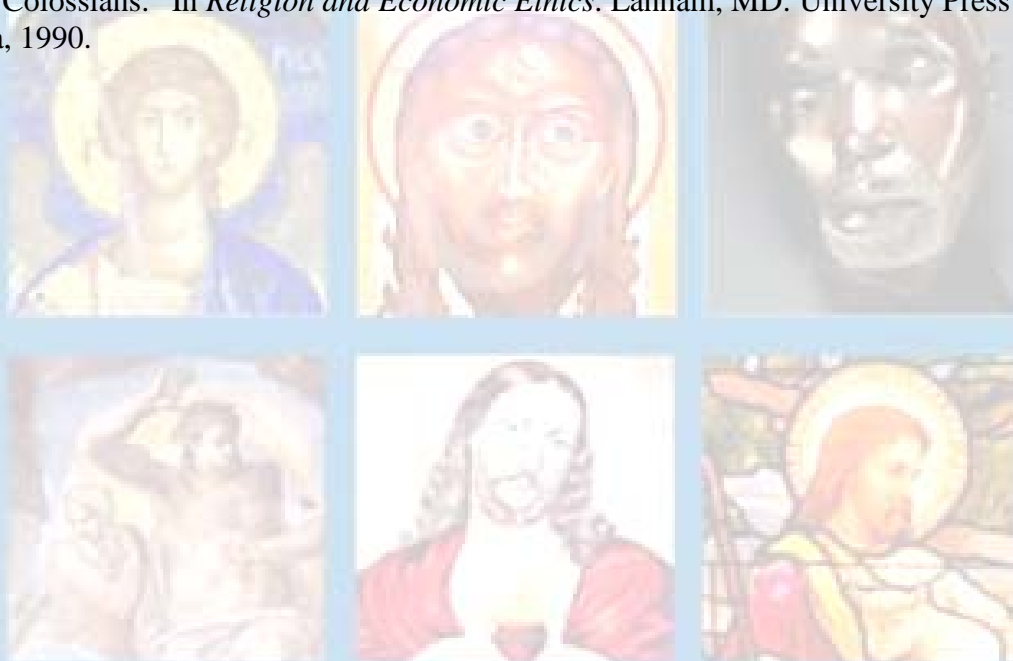 Colossians." In Religion and Economic Ethics. Lanham, MD: University Press
a, 1990.